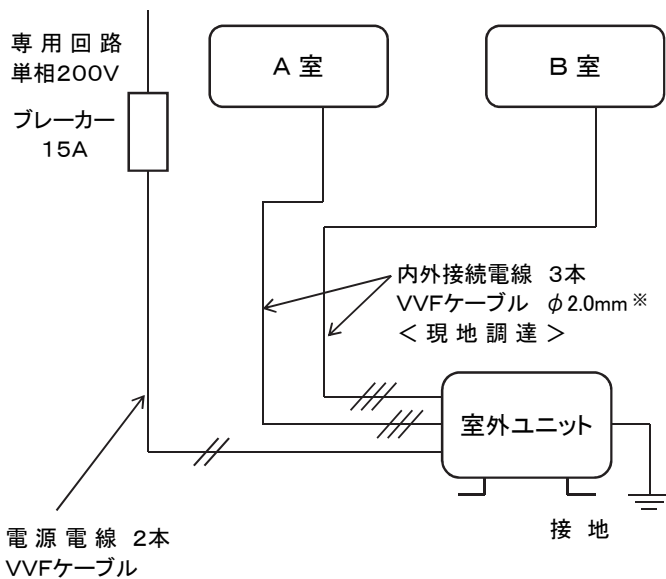 専用回路
単相200V
ブレーカー
15A
A室
B室
内外接続電線 3本
VVFケーブル φ2.0mm※
＜現地調達＞
室外ユニット
接地
電源電線 2本
VVFケーブル